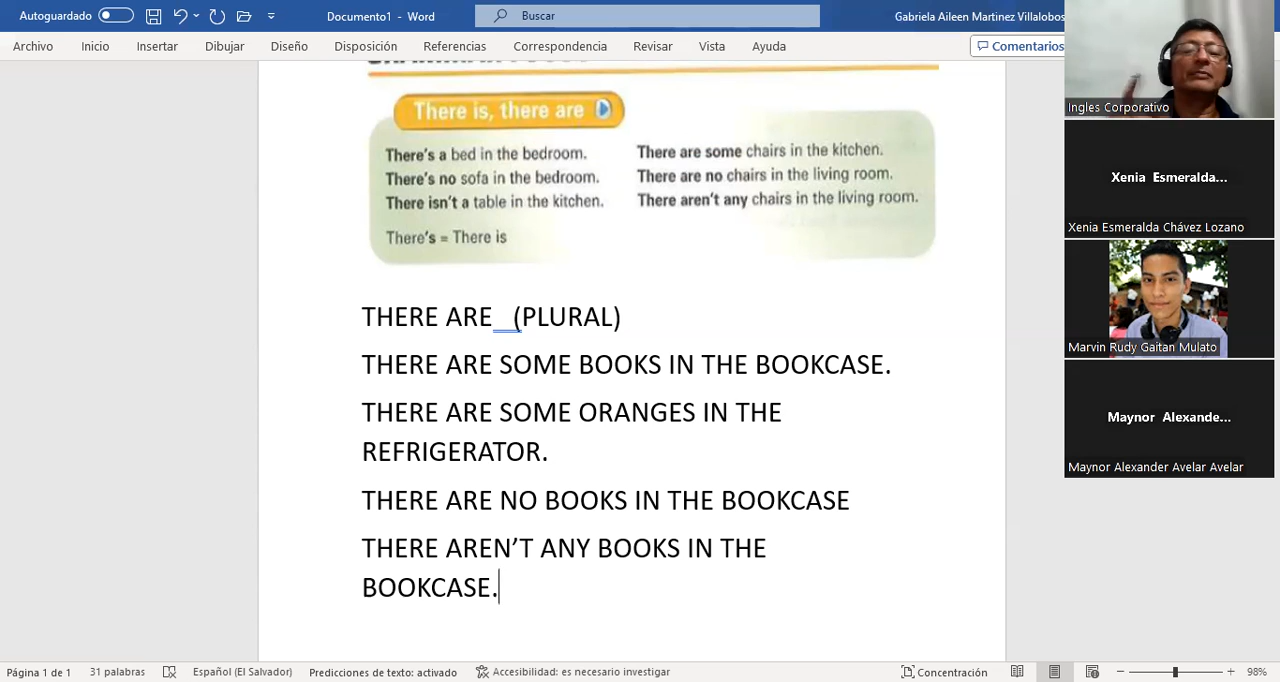 Autoguardado
Documento1 - Word
Buscar
Gabriela Aileen Martinez Villalobos
Archivo Inicio Insertar Dibujar Diseño Disposición Referencias Correspondencia Revisar Vista Ayuda
Comentarios
There is, there are
There's a bed in the bedroom.
There's no sofa in the bedroom.
There isn't a table in the kitchen.
There's = There is
There are some chairs in the kitchen.
There are no chairs in the living room.
There aren't any chairs in the living room.
THERE ARE (PLURAL)
THERE ARE SOME BOOKS IN THE BOOKCASE.
THERE ARE SOME ORANGES IN THE
REFRIGERATOR.
THERE ARE NO BOOKS IN THE BOOKCASE
THERE AREN'T ANY BOOKS IN THE
BOOKCASE.
Ingles Corporativo
Xenia Esmeralda...
Xenia Esmeralda Chávez Lozano
Marvin Rudy Gaitan Mulato
Maynor Alexande...
Maynor Alexander Avelar Avelar
Página 1 de 1 31 palabras Español (El Salvador) Predicciones de texto: activado Accesibilidad: es necesario investigar Concentración 98%